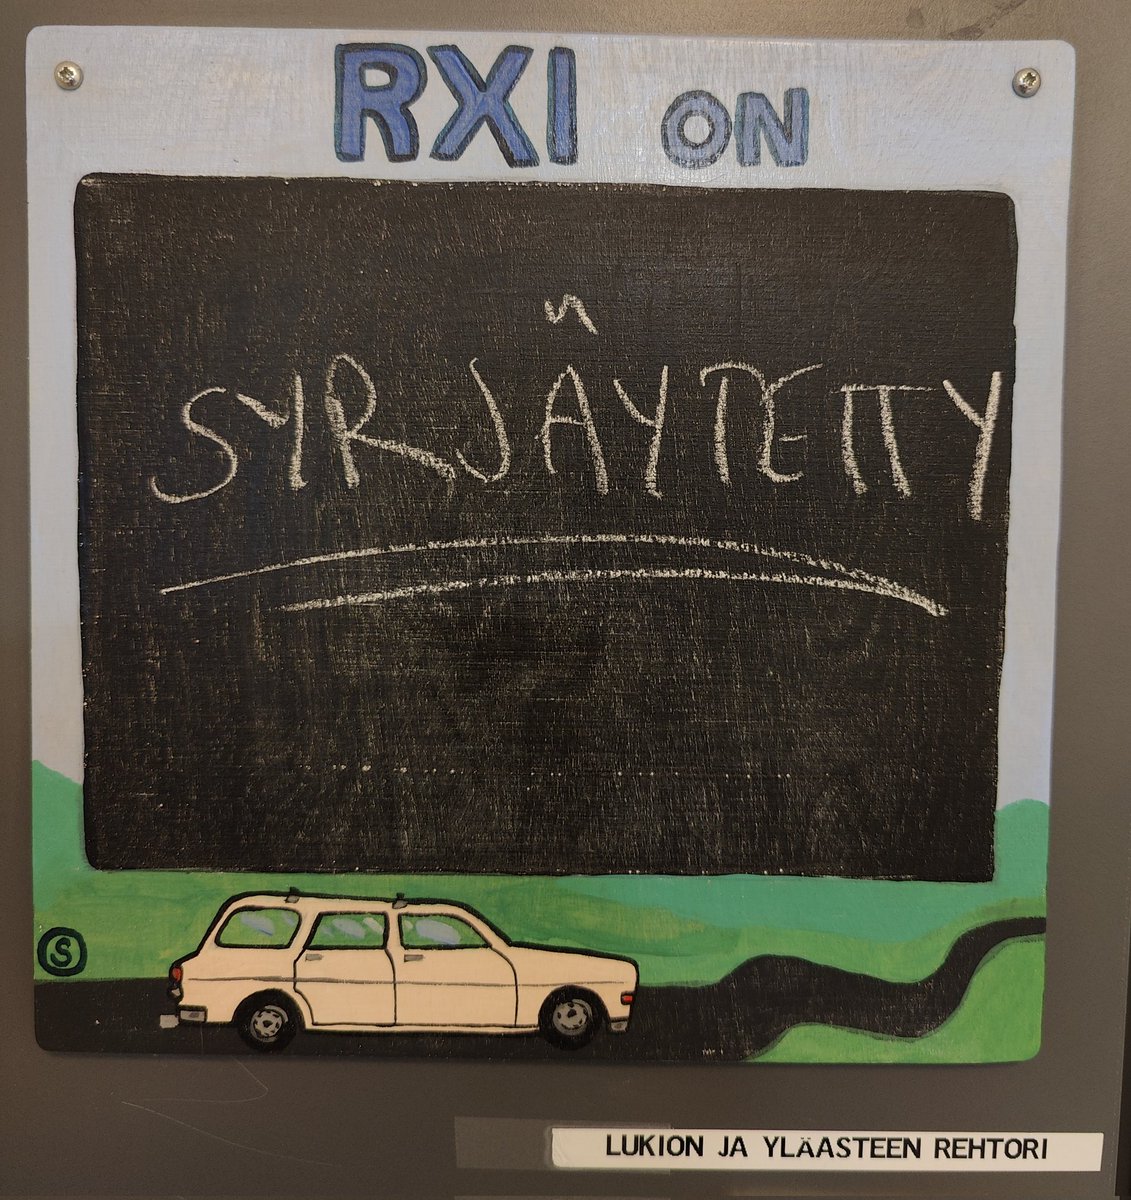 RXI ON
SYRJÄYTETTY
S
LUKION JA YLÄASTEEN REHTORI